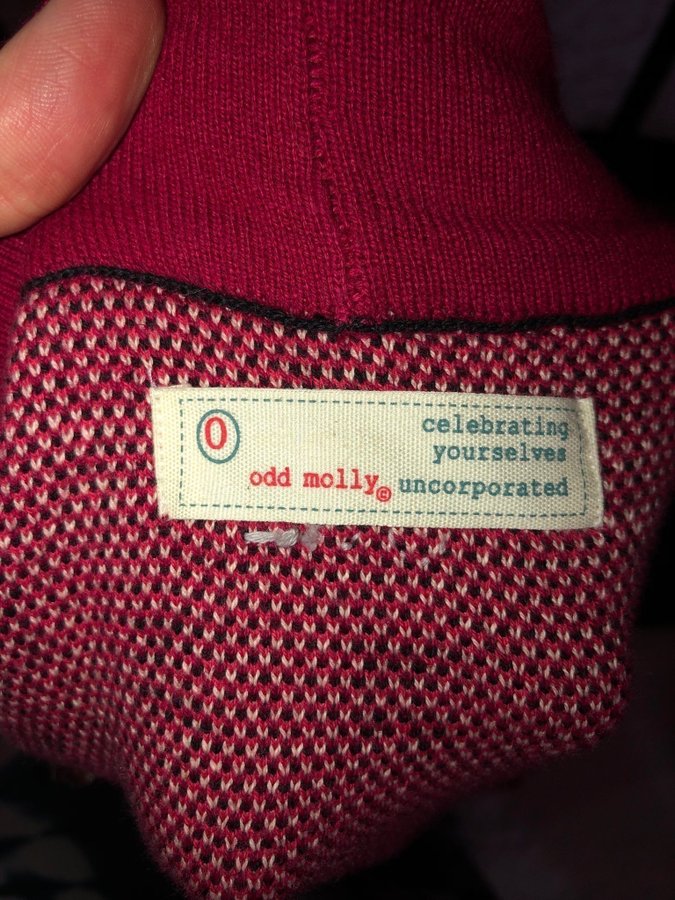 0
celebrating
yourselves
odd molly© uncorporated